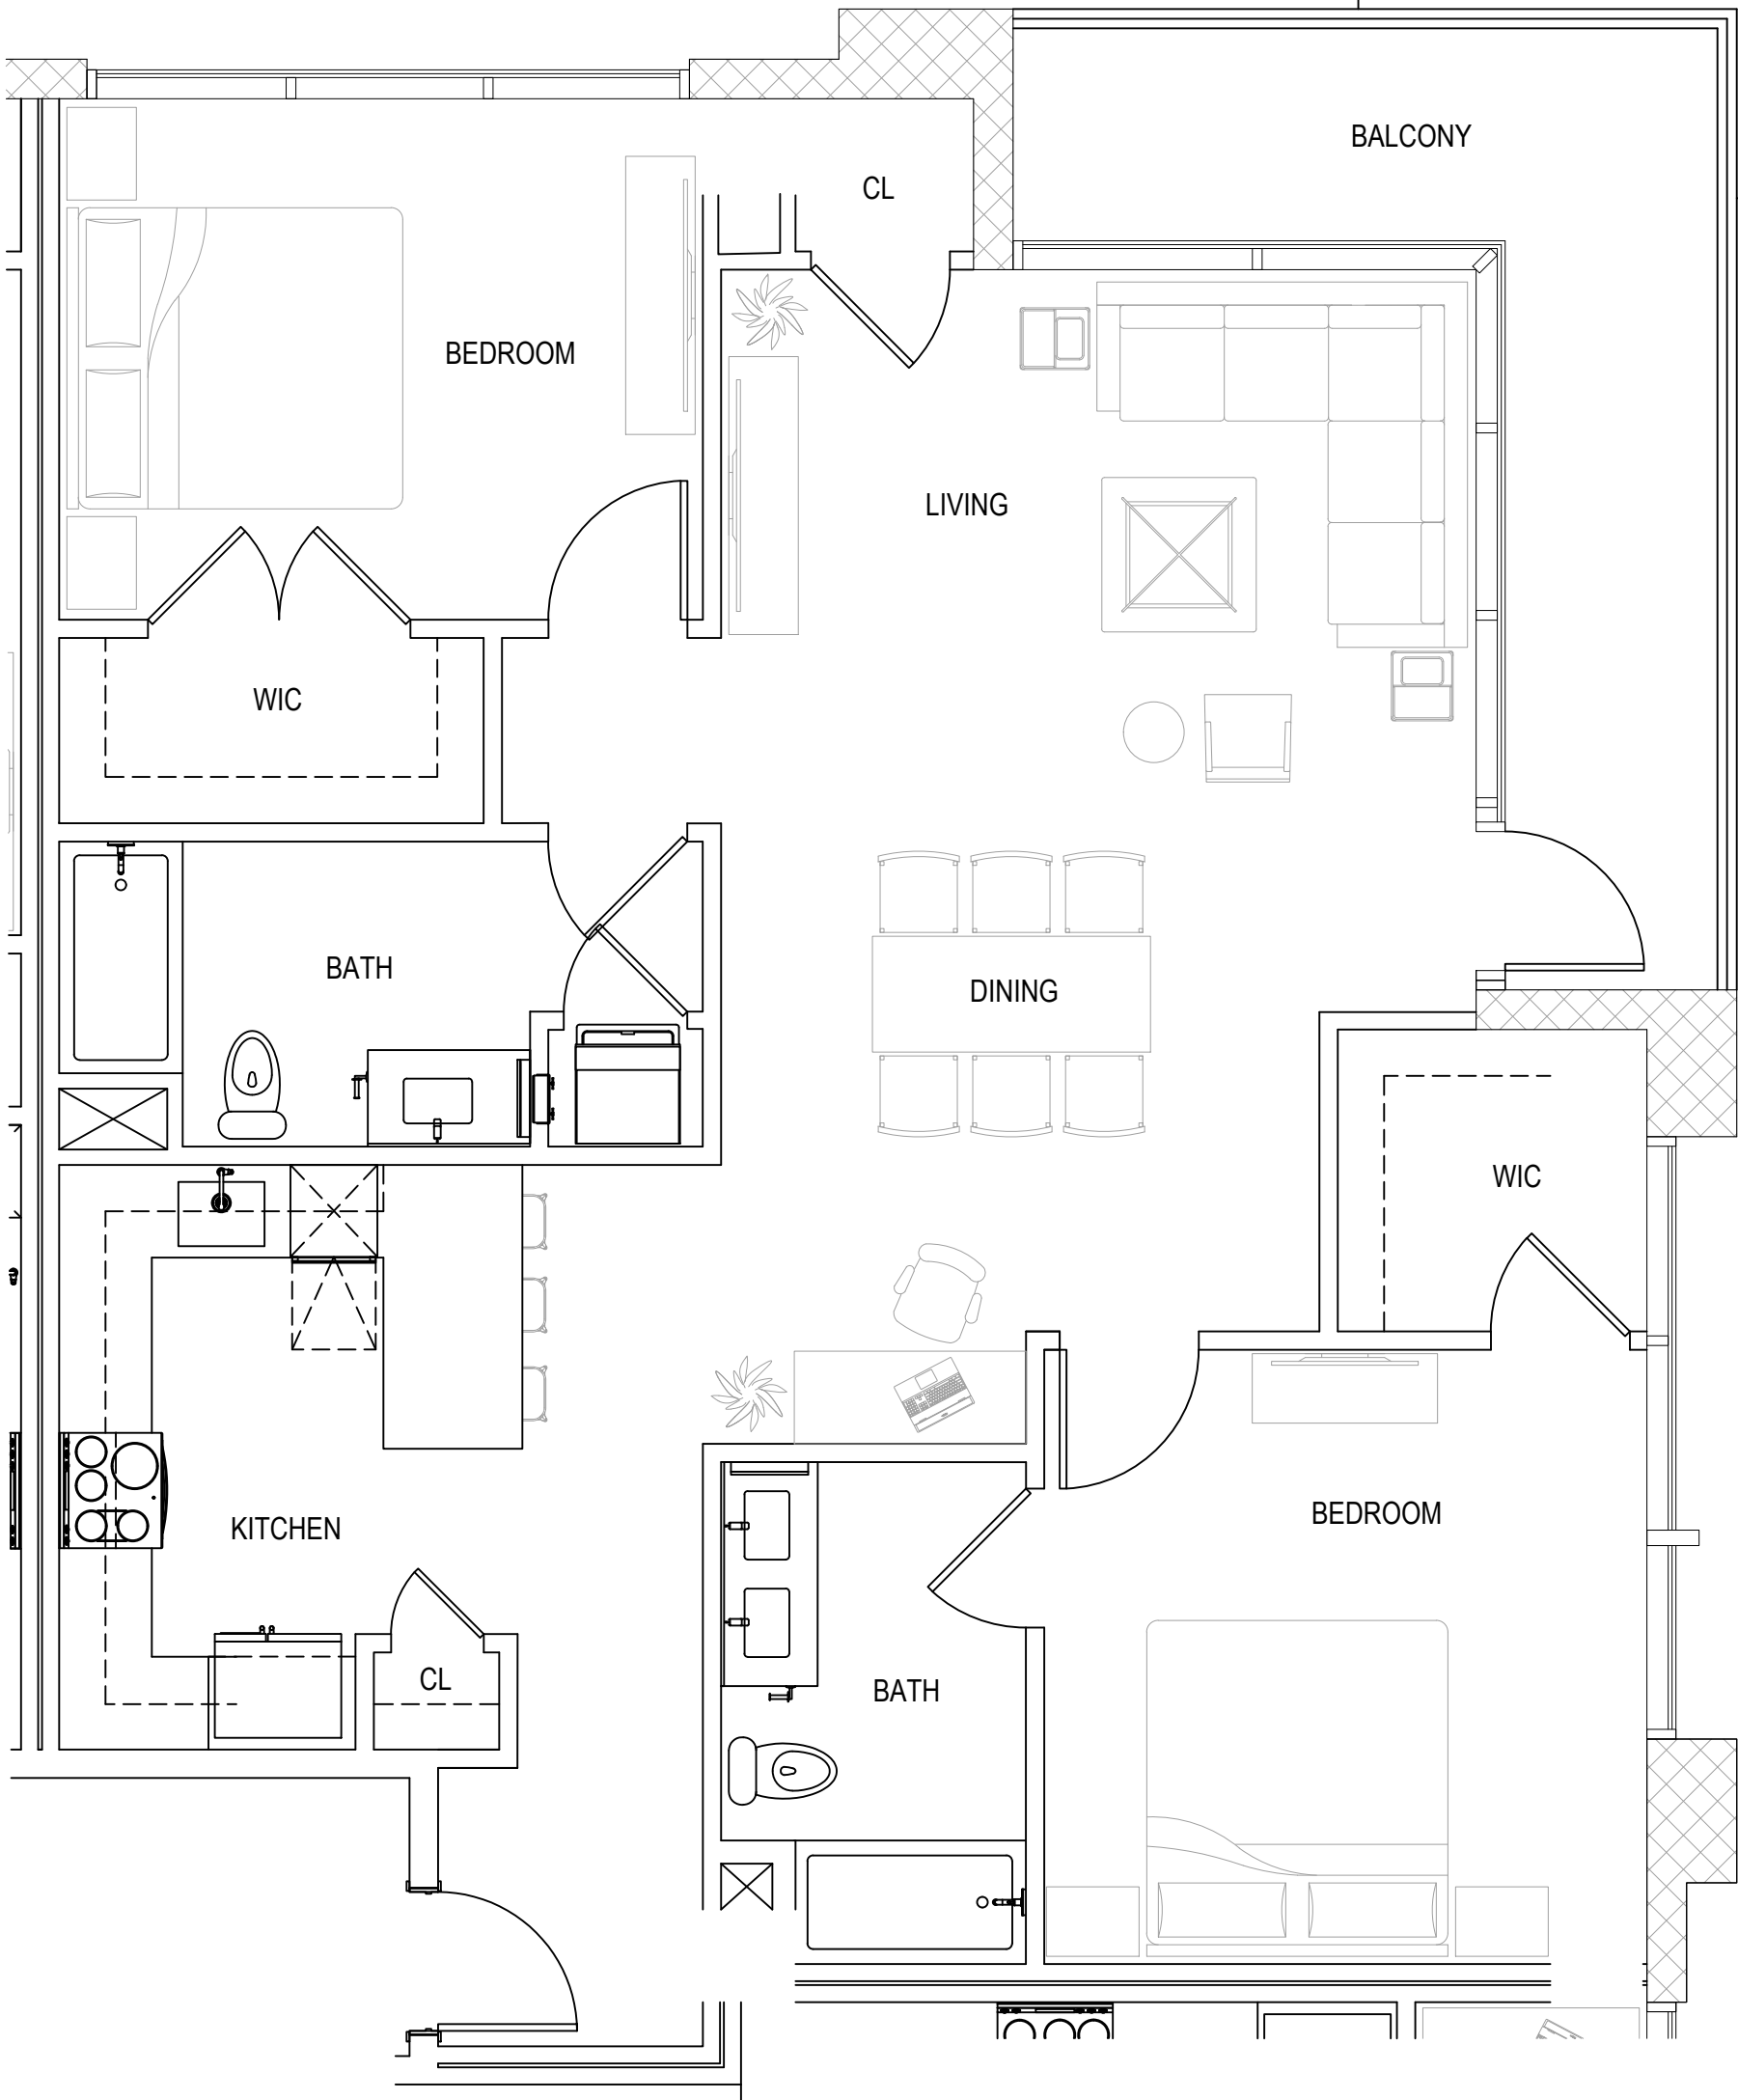 BALCONY
CL
BEDROOM
LIVING
WIC
BATH
DINING
WIC
KITCHEN
BEDROOM
CL
BATH